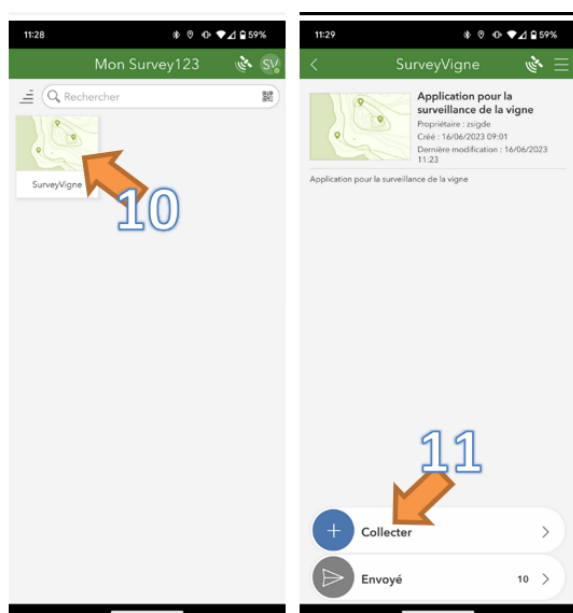 11:28
59%
Mon Survey123
SV
Rechercher
SurveyVigne
10
11:29
59%
SurveyVigne
Application pour la
surveillance de la vigne
Propriétaire : zsigde
Créé : 16/06/2023 09:01
Dernière modification : 16/06/2023
11:23
Application pour la surveillance de la vigne
11
Collecter
Envoyé
10